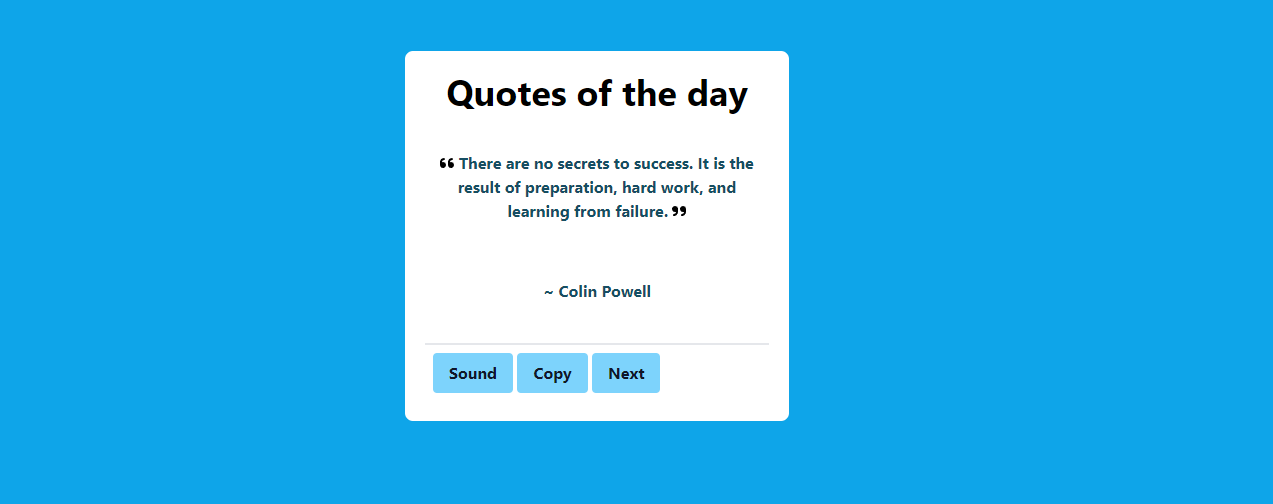 Quotes of the day
❝ There are no secrets to success. It is the
result of preparation, hard work, and
learning from failure. ❞
~ Colin Powell
Sound Copy Next